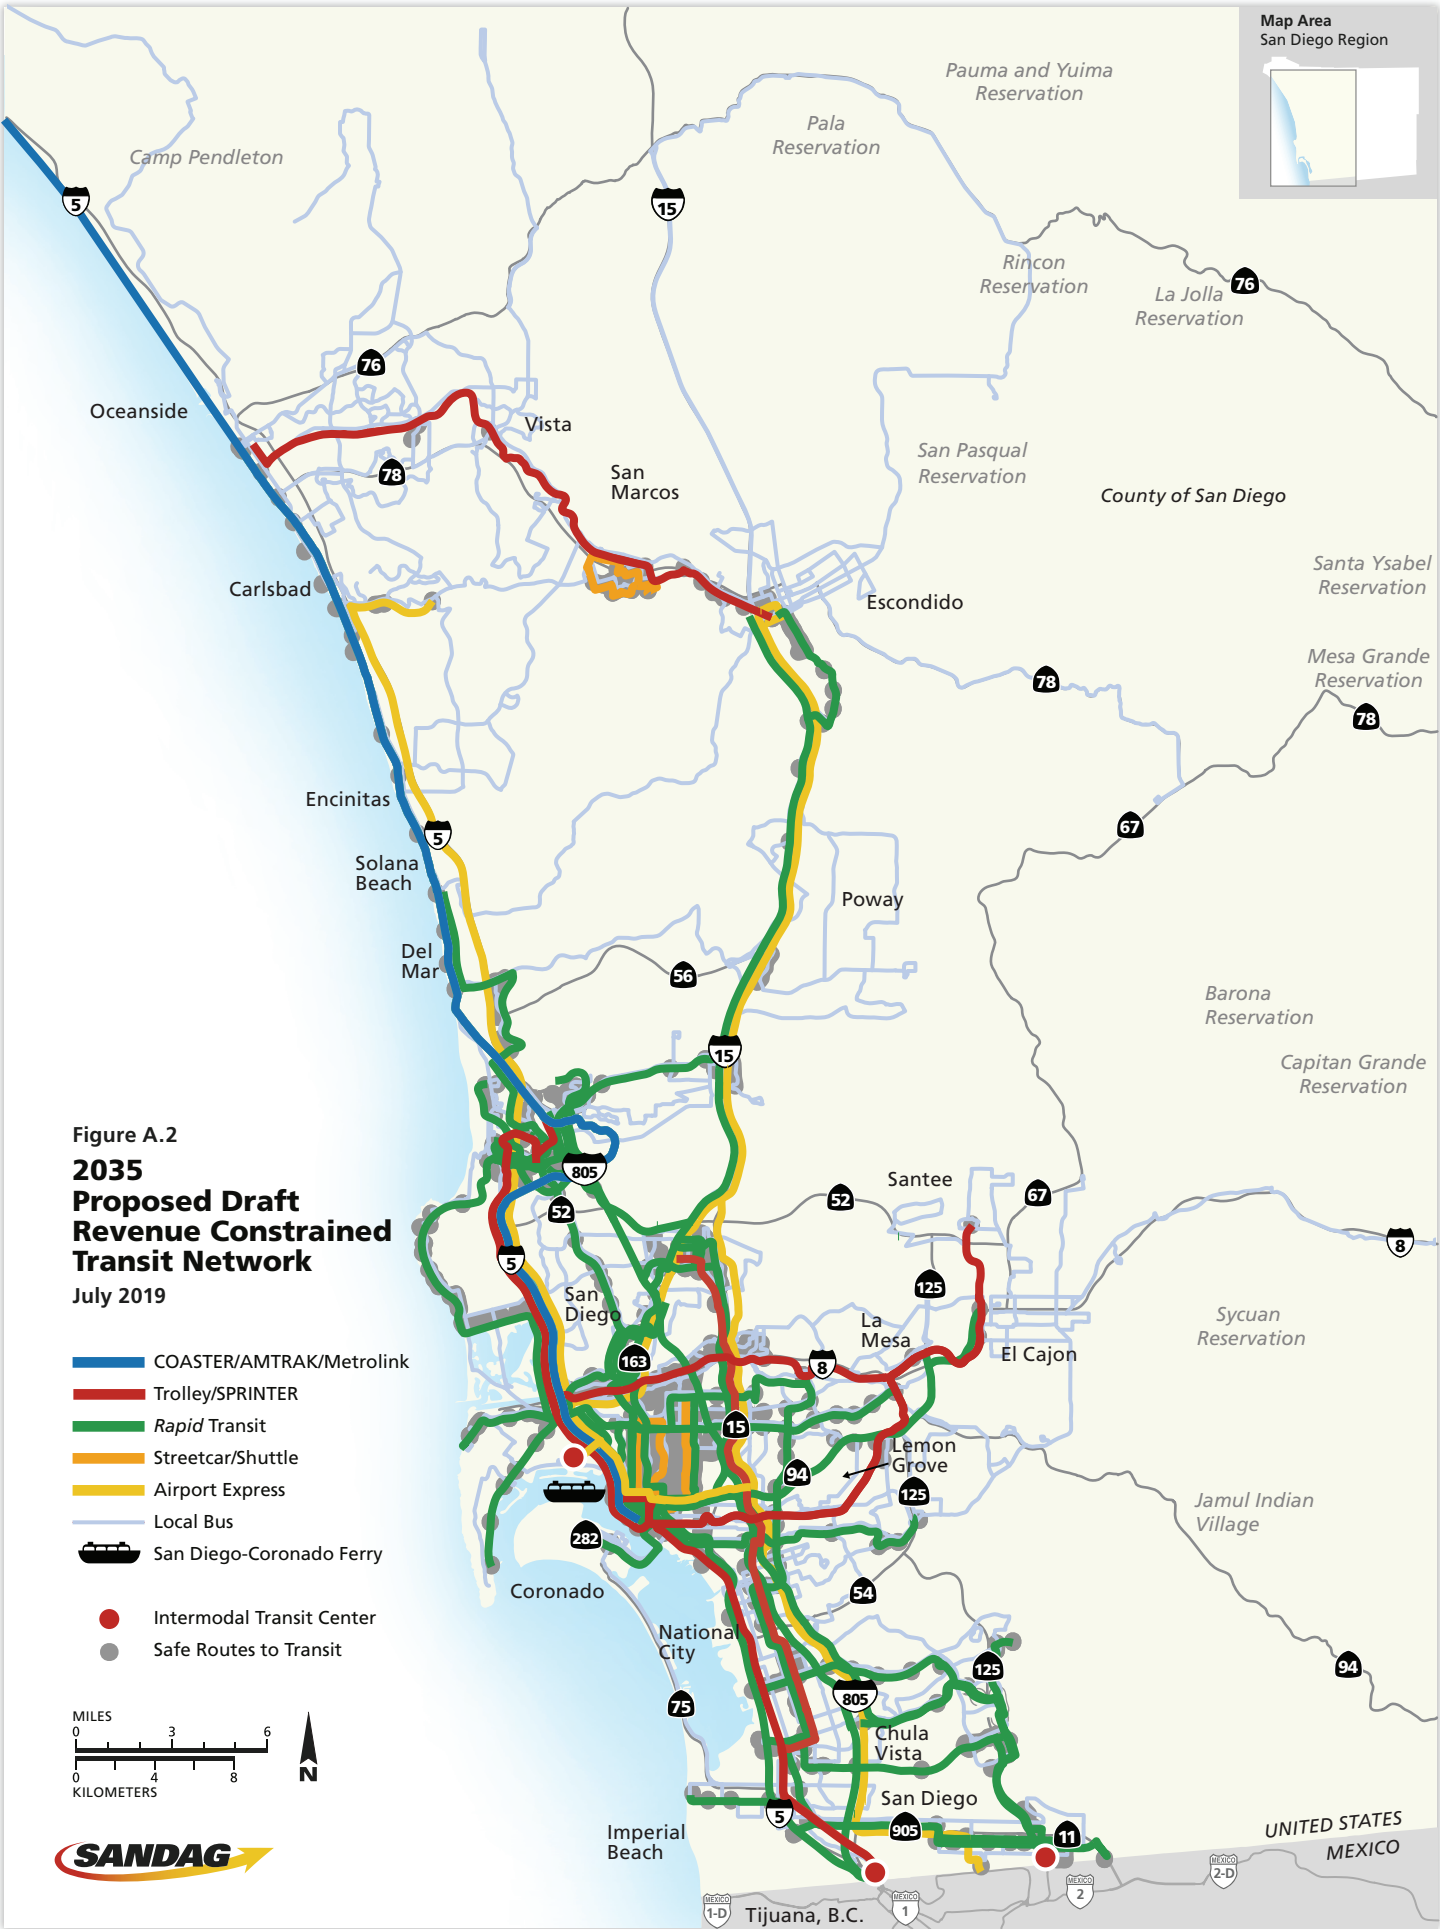 Map Area
San Diego Region
Pauma and Yuima
Reservation
Pala
Reservation
Camp Pendleton
5
15
Rincon
Reservation
76
La Jolla
Reservation
76
Oceanside
Vista
78
San
Marcos
San Pasqual
Reservation
County of San Diego
Santa Ysabel
Reservation
Carlsbad
Escondido
Mesa Grande
Reservation
78
78
Encinitas
5
67
Solana
Beach
Poway
Del
Mar
56
Barona
Reservation
15
Capitan Grande
Reservation
Figure A.2
2035
Proposed Draft
Revenue Constrained
Transit Network
July 2019
805
Santee
52
67
52
8
5
125
San
Diego
La
Mesa
Sycuan
Reservation
El Cajon
163
8
COASTER/AMTRAK/Metrolink
Trolley/SPRINTER
Rapid Transit
Streetcar/Shuttle
Airport Express
Local Bus
San Diego-Coronado Ferry
Intermodal Transit Center
Safe Routes to Transit
15
Lemon
Grove
94
125
Jamul Indian
Village
282
Coronado
54
National
City
125
94
805
75
Chula
Vista
MILES
0 3 6
0 4 8
KILOMETERS
N
San Diego
5
905
11
Imperial
Beach
UNITED STATES
MEXICO
SANDAG
MEXICO
2-D
MEXICO
2
MEXICO
1-D
Tijuana, B.C.
MEXICO
1